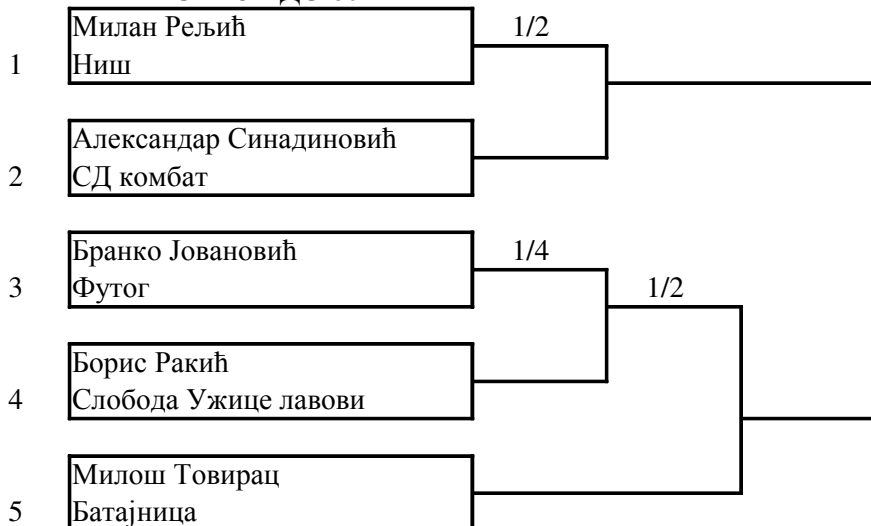 Милан Рељић 1/2
1 Ниш
Александар Синадиновић
2 СД комбат
Бранко Јовановић 1/4
3 Футог 1/2
Борис Ракић
4 Слобода Ужице лавови
Милош Товирац
5 Батајница